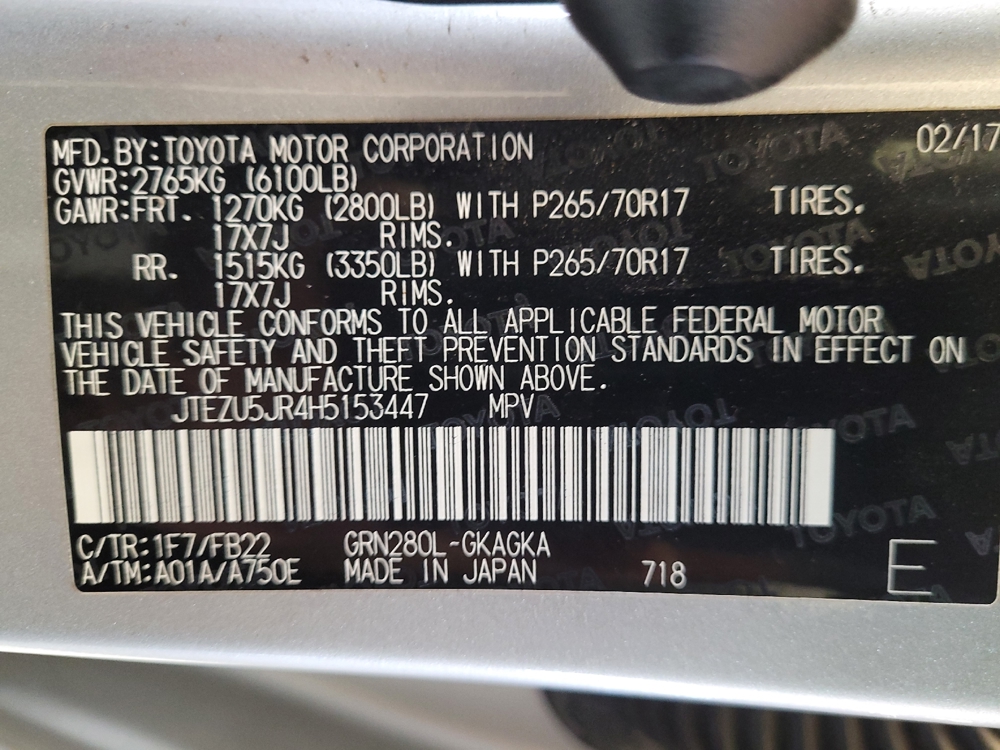 MFD.BY:TOYOTA MOTOR CORPORATION 02/17
GVWR:2765KG (6100LB)
GAWR:FRT. 1270KG (2800LB) WITH P265/70R17 TIRES.
17X7J RIMS.
RR. 1515KG (3350LB) WITH P265/70R17 TIRES.
17X7J RIMS.
THIS VEHICLE CONFORMS TO ALL APPLICABLE FEDERAL MOTOR
VEHICLE SAFETY AND THEFT PREVENTION STANDARDS IN EFFECT ON
THE DATE OF MANUFACTURE SHOWN ABOVE.
JTEZU5JR4H5153447 MPV
C/TR:1F7/FB22 GRN280L-GKAGKA
A/TM:A01A/A750E MADE IN JAPAN 718 E